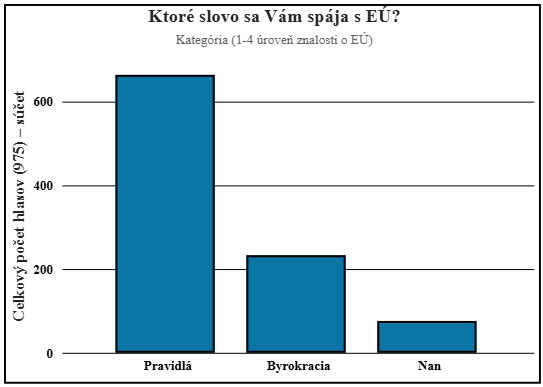 Ktoré slovo sa Vám spája s EÚ?
Kategória (1-4 úroveň znalosti o EÚ)
Celkový počet hlasov (975) – súčet
600
400
200
0
Pravidlá
Byrokracia
Nan